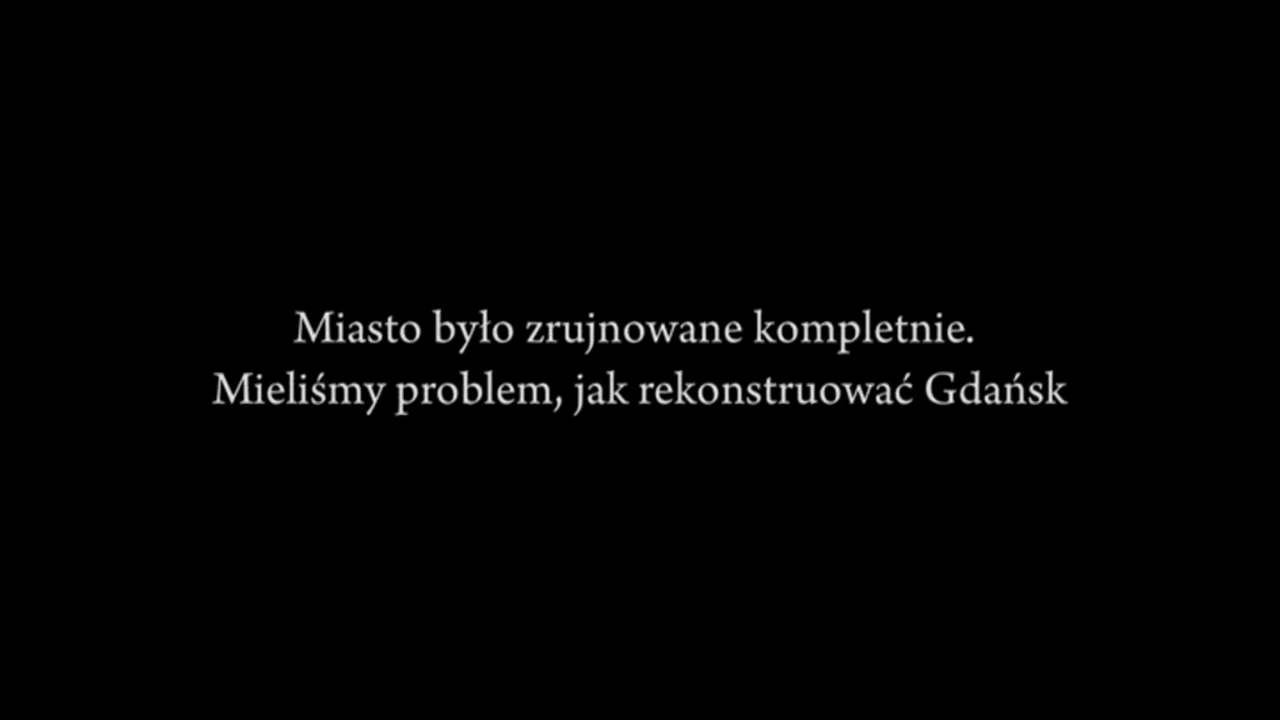 Miasto było zrujnowane kompletnie.
Mieliśmy problem, jak rekonstruować Gdańsk